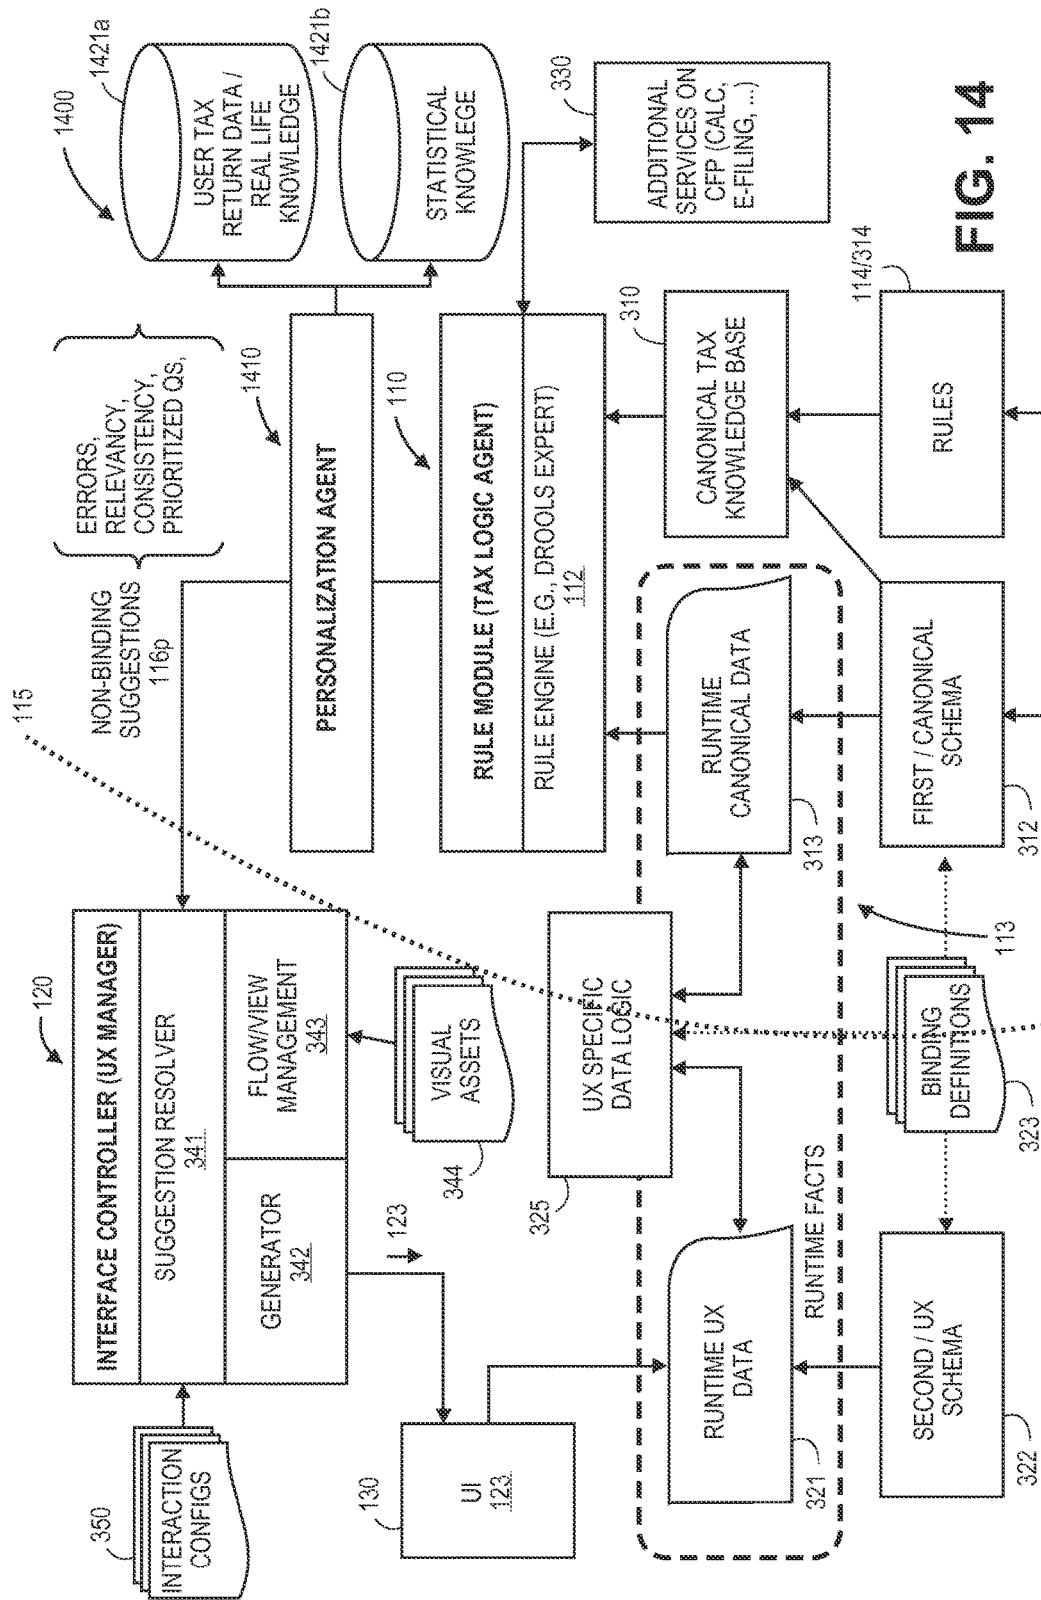 350
INTERACTION
CONFIGS
120
INTERFACE CONTROLLER (UX MANAGER)
SUGGESTION RESOLVER
341
GENERATOR
342
FLOW/VIEW
MANAGEMENT
343
123
VISUAL
ASSETS
344
130
UI
123
115
NON-BINDING
SUGGESTIONS
116p
ERRORS,
RELEVANCY,
CONSISTENCY,
PRIORITIZED QS,
1400
1410
PERSONALIZATION AGENT
1421a
USER TAX
RETURN DATA /
REAL LIFE
KNOWLEDGE
1421b
STATISTICAL
KNOWLEGE
110
RULE MODULE (TAX LOGIC AGENT)
RULE ENGINE (E.G., DROOLS EXPERT)
112
330
ADDITIONAL
SERVICES ON
CFP (CALC,
E-FILING, ...)
UX SPECIFIC
DATA LOGIC
325
RUNTIME UX
DATA
321
RUNTIME FACTS
RUNTIME
CANONICAL DATA
313
310
CANONICAL TAX
KNOWLEDGE BASE
113
SECOND / UX
SCHEMA
322
BINDING
DEFINITIONS
323
FIRST / CANONICAL
SCHEMA
312
114/314
RULES
FIG. 14